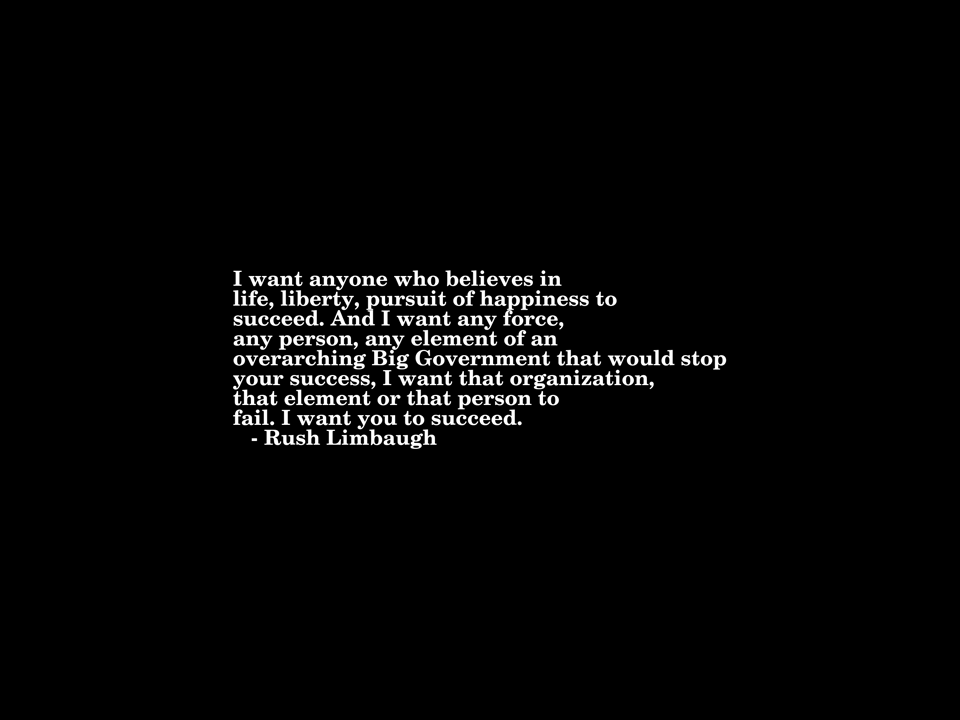 I want anyone who believes in
life, liberty, pursuit of happiness to
succeed. And I want any force,
any person, any element of an
overarching Big Government that would stop
your success, I want that organization,
that element or that person to
fail. I want you to succeed.
- Rush Limbaugh